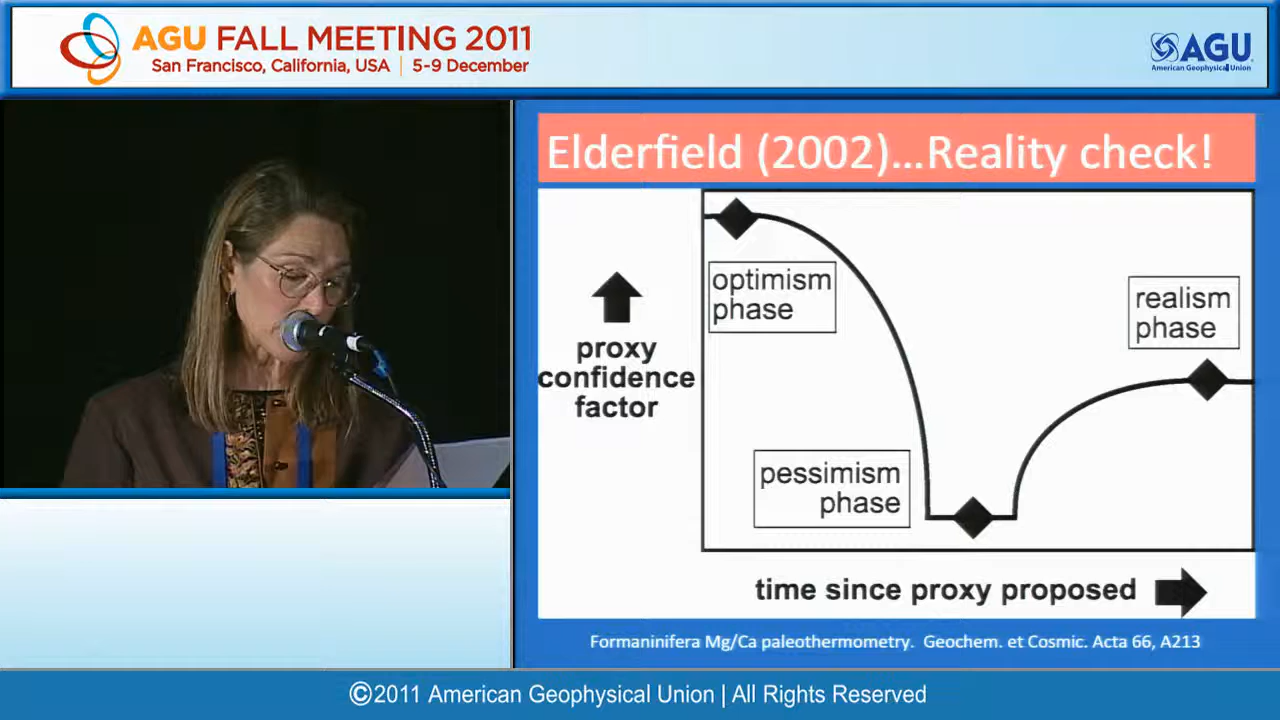 AGU FALL MEETING 2011
San Francisco, California, USA | 5-9 December
AGU
American Geophysical Union
Elderfield (2002)...Reality check!
optimism
phase
realism
phase
proxy
confidence
factor
pessimism
phase
time since proxy proposed
Formaninifera Mg/Ca paleothermometry. Geochem. et Cosmic. Acta 66, A213
©2011 American Geophysical Union | All Rights Reserved